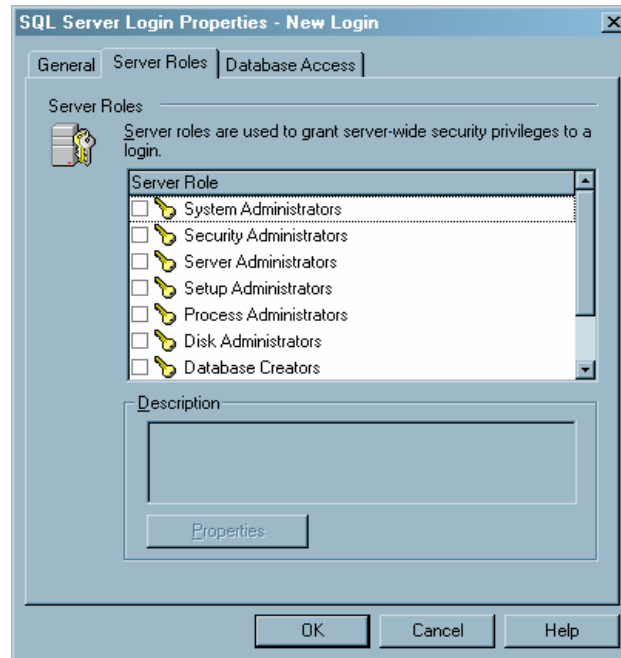 SQL Server Login Properties - New Login
General Server Roles Database Access
Server Roles
Server roles are used to grant server-wide security privileges to a
login.
Server Role
System Administrators
Security Administrators
Server Administrators
Setup Administrators
Process Administrators
Disk Administrators
Database Creators
Description
Properties
OK Cancel Help